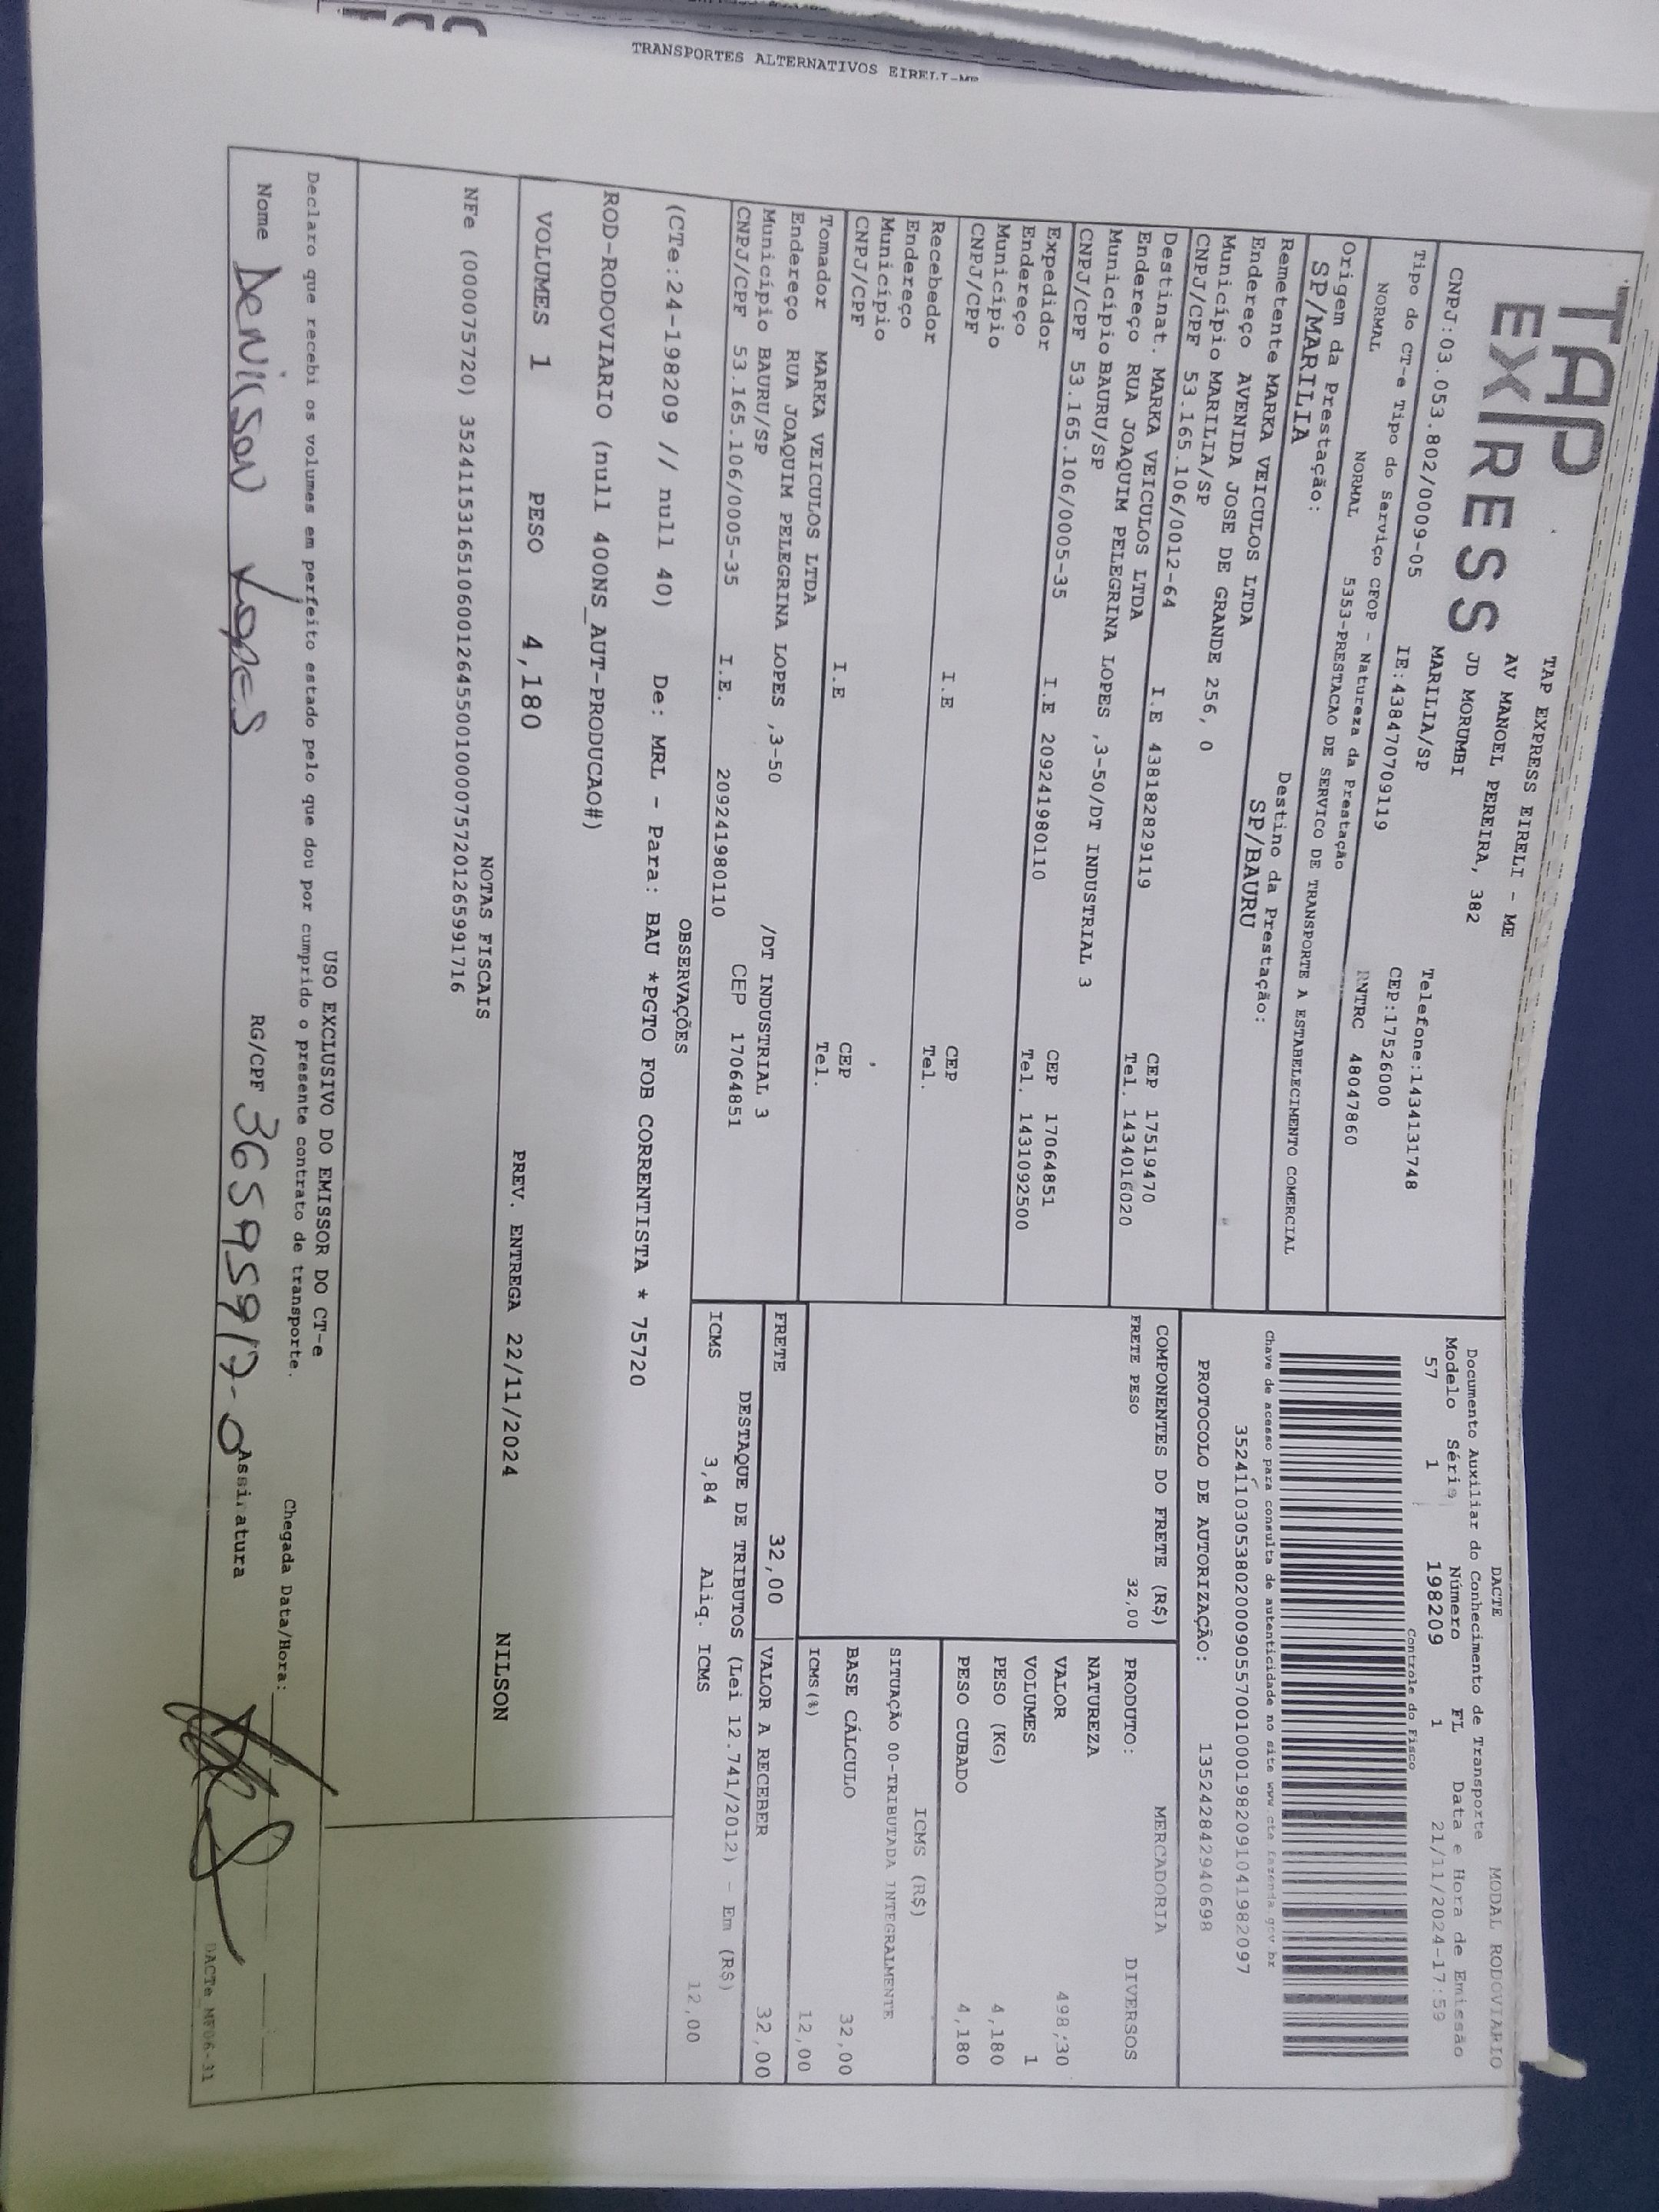 TRANSPORTES ALTERNATIVOS EIRELI-ME
TAP
EXPRESS
TAP EXPRESS EIRELI - ME
AV MANOEL PEREIRA, 382
JD MORUMBI
MARILIA/SP
Telefone:1434131748
CEP:17526000
CNPJ:03.053.802/0009-05
IE:438470709119
RNTRC 48047860
Tipo do CT-e Tipo do Serviço CFOP - Natureza da Prestação
NORMAL NORMAL 5353-PRESTACAO DE SERVICO DE TRANSPORTE A ESTABELECIMENTO COMERCIAL
Origem da Prestação: Destino da Prestação:
SP/MARILIA SP/BAURU
Remetente MARKA VEICULOS LTDA
Endereço AVENIDA JOSE DE GRANDE 256, 0
Município MARILIA/SP CEP 17519470
CNPJ/CPF 53.165.106/0012-64 I.E 438182829119 Tel. 1434016020
Destinat. MARKA VEICULOS LTDA
Endereço RUA JOAQUIM PELEGRINA LOPES ,3-50/DT INDUSTRIAL 3
Município BAURU/SP CEP 17064851
CNPJ/CPF 53.165.106/0005-35 I.E 209241980110 Tel. 1431092500
Expedidor
Endereço
Município CEP
CNPJ/CPF I.E Tel.
Recebedor
Endereço ,
Município CEP
CNPJ/CPF I.E Tel.
Tomador MARKA VEICULOS LTDA
Endereço RUA JOAQUIM PELEGRINA LOPES ,3-50 /DT INDUSTRIAL 3
Município BAURU/SP CEP 17064851
CNPJ/CPF 53.165.106/0005-35 I.E. 209241980110
DACTE MODAL RODOVIARIO
Documento Auxiliar do Conhecimento de Transporte
Modelo Série Número FL Data e Hora de Emissão
57 1 198209 1 21/11/2024-17:59
Controle do Fisco
Chave de acesso para consulta de autenticidade no site www.cte.fazenda.gov.br
35241103053802000905570010001982091041982097
PROTOCOLO DE AUTORIZAÇÃO: 135242842940698
COMPONENTES DO FRETE (R$)
FRETE PESO 32,00
MERCADORIA
PRODUTO: DIVERSOS
NATUREZA
VALOR 498,30
VOLUMES 1
PESO (KG) 4,180
PESO CUBADO 4,180
ICMS (R$)
SITUAÇÃO 00-TRIBUTADA INTEGRALMENTE
BASE CÁLCULO 32,00
ICMS(%) 12,00
FRETE 32,00 VALOR A RECEBER 32,00
DESTAQUE DE TRIBUTOS (Lei 12.741/2012) - Em (R$)
ICMS 3,84 Aliq. ICMS 12,00
OBSERVAÇÕES
(CTe:24-198209 // null 40) De: MRL - Para: BAU *PGTO FOB CORRENTISTA * 75720
ROD-RODOVIARIO (null 400NS_AUT-PRODUCAO#)
VOLUMES 1 PESO 4,180 PREV. ENTREGA 22/11/2024 NILSON
NOTAS FISCAIS
NFe (000075720) 35241153165106001264550010000757201265991716
USO EXCLUSIVO DO EMISSOR DO CT-e
Declaro que recebi os volumes em perfeito estado pelo que dou por cumprido o presente contrato de transporte.
Chegada Data/Hora:
Nome Denilson Lopes RG/CPF 36595917-0 Assinatura
DACTe_MP06-31